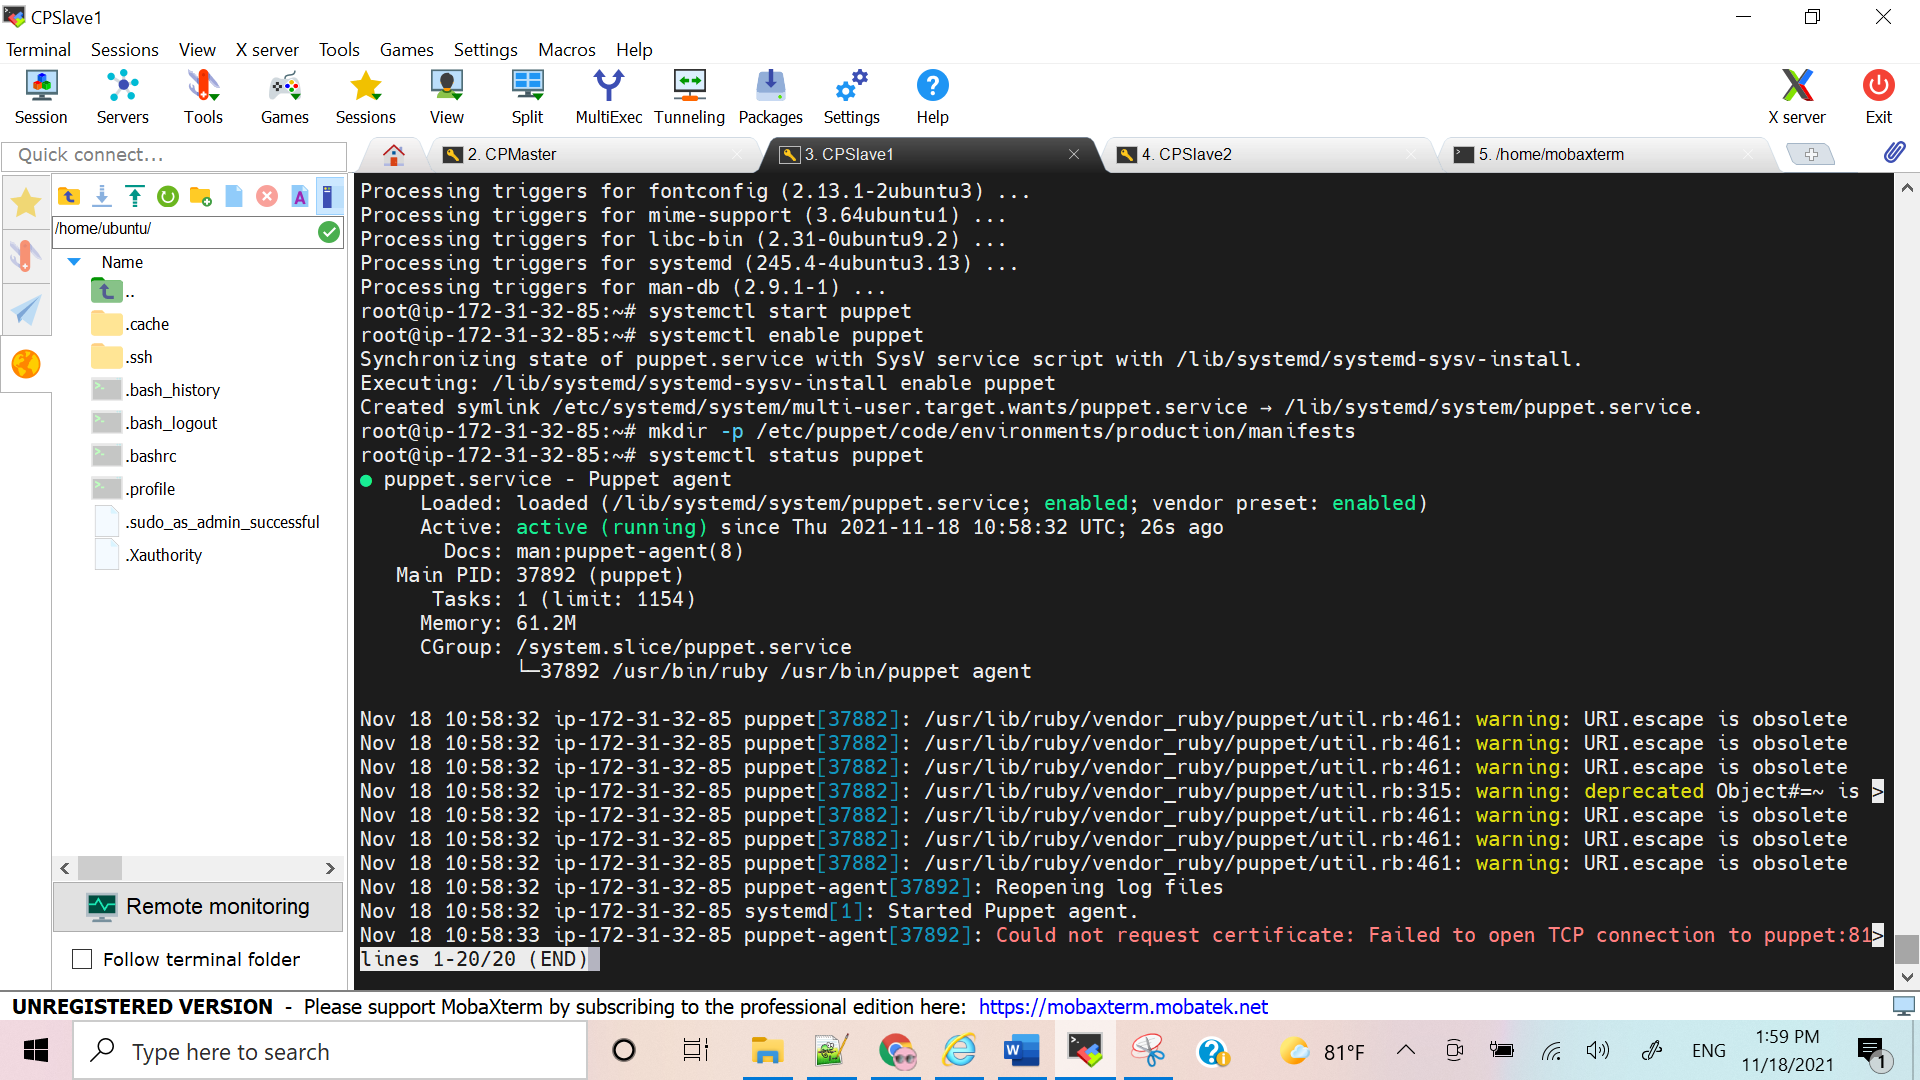 CPSlave1
Terminal Sessions View X server Tools Games Settings Macros Help
Session Servers Tools Games Sessions View Split MultiExec Tunneling Packages Settings Help X server Exit
Quick connect...
2. CPMaster
3. CPSlave1
4. CPSlave2
5. /home/mobaxterm
/home/ubuntu/
Name
..
.cache
.ssh
.bash_history
.bash_logout
.bashrc
.profile
.sudo_as_admin_successful
.Xauthority
Remote monitoring
Follow terminal folder
Processing triggers for fontconfig (2.13.1-2ubuntu3) ...
Processing triggers for mime-support (3.64ubuntu1) ...
Processing triggers for libc-bin (2.31-0ubuntu9.2) ...
Processing triggers for systemd (245.4-4ubuntu3.13) ...
Processing triggers for man-db (2.9.1-1) ...
root@ip-172-31-32-85:~# systemctl start puppet
root@ip-172-31-32-85:~# systemctl enable puppet
Synchronizing state of puppet.service with SysV service script with /lib/systemd/systemd-sysv-install.
Executing: /lib/systemd/systemd-sysv-install enable puppet
Created symlink /etc/systemd/system/multi-user.target.wants/puppet.service → /lib/systemd/system/puppet.service.
root@ip-172-31-32-85:~# mkdir -p /etc/puppet/code/environments/production/manifests
root@ip-172-31-32-85:~# systemctl status puppet
● puppet.service - Puppet agent
Loaded: loaded (/lib/systemd/system/puppet.service; enabled; vendor preset: enabled)
Active: active (running) since Thu 2021-11-18 10:58:32 UTC; 26s ago
Docs: man:puppet-agent(8)
Main PID: 37892 (puppet)
Tasks: 1 (limit: 1154)
Memory: 61.2M
CGroup: /system.slice/puppet.service
└─37892 /usr/bin/ruby /usr/bin/puppet agent
Nov 18 10:58:32 ip-172-31-32-85 puppet[37882]: /usr/lib/ruby/vendor_ruby/puppet/util.rb:461: warning: URI.escape is obsolete
Nov 18 10:58:32 ip-172-31-32-85 puppet[37882]: /usr/lib/ruby/vendor_ruby/puppet/util.rb:461: warning: URI.escape is obsolete
Nov 18 10:58:32 ip-172-31-32-85 puppet[37882]: /usr/lib/ruby/vendor_ruby/puppet/util.rb:461: warning: URI.escape is obsolete
Nov 18 10:58:32 ip-172-31-32-85 puppet[37882]: /usr/lib/ruby/vendor_ruby/puppet/util.rb:315: warning: deprecated Object#=~ is >
Nov 18 10:58:32 ip-172-31-32-85 puppet[37882]: /usr/lib/ruby/vendor_ruby/puppet/util.rb:461: warning: URI.escape is obsolete
Nov 18 10:58:32 ip-172-31-32-85 puppet[37882]: /usr/lib/ruby/vendor_ruby/puppet/util.rb:461: warning: URI.escape is obsolete
Nov 18 10:58:32 ip-172-31-32-85 puppet[37882]: /usr/lib/ruby/vendor_ruby/puppet/util.rb:461: warning: URI.escape is obsolete
Nov 18 10:58:32 ip-172-31-32-85 puppet-agent[37892]: Reopening log files
Nov 18 10:58:32 ip-172-31-32-85 systemd[1]: Started Puppet agent.
Nov 18 10:58:33 ip-172-31-32-85 puppet-agent[37892]: Could not request certificate: Failed to open TCP connection to puppet:81>
lines 1-20/20 (END)
UNREGISTERED VERSION - Please support MobaXterm by subscribing to the professional edition here: https://mobaxterm.mobatek.net
Type here to search
81°F
ENG
1:59 PM
11/18/2021
1